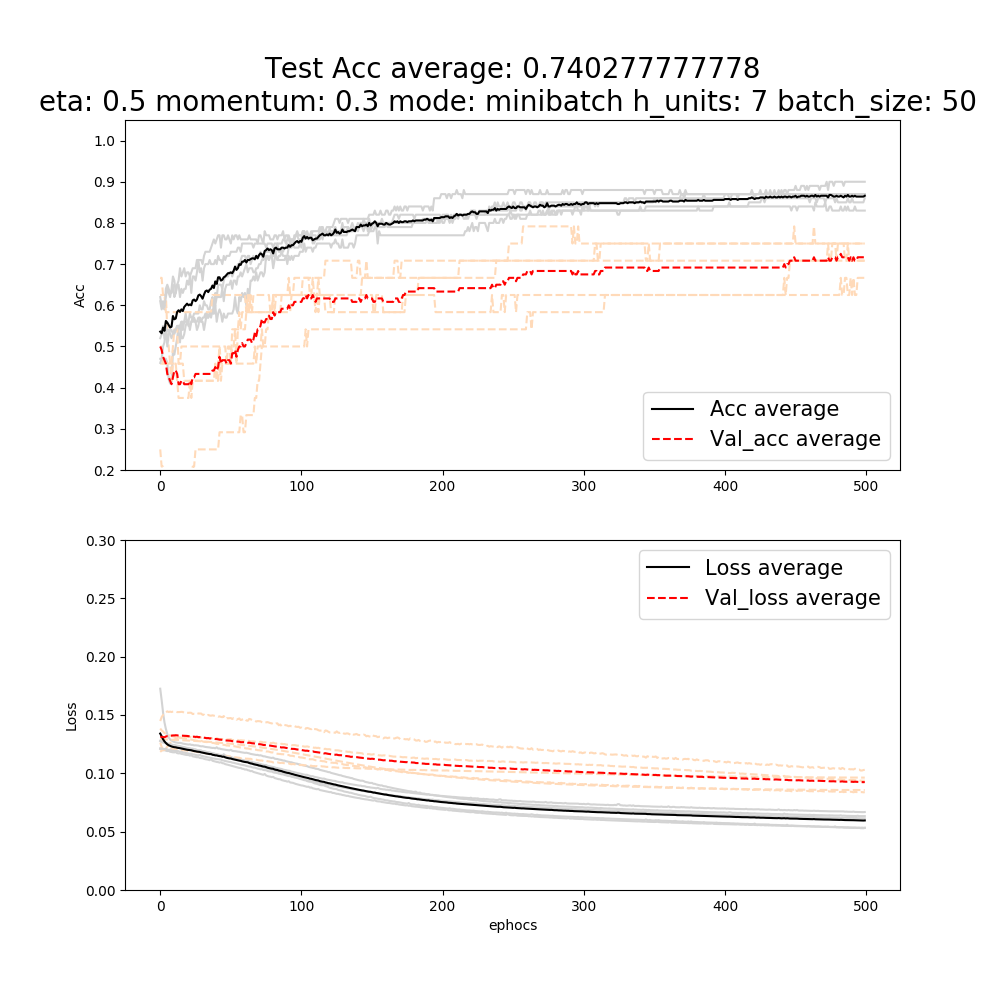 Test Acc average: 0.740277777778
eta: 0.5 momentum: 0.3 mode: minibatch h_units: 7 batch_size: 50
1.0
0.9
0.8
0.7
0.6
0.5
0.4
0.3
0.2
Acc
Acc average
Val_acc average
0 100 200 300 400 500
0.30
0.25
0.20
0.15
0.10
0.05
0.00
Loss
Loss average
Val_loss average
0 100 200 300 400 500
ephocs